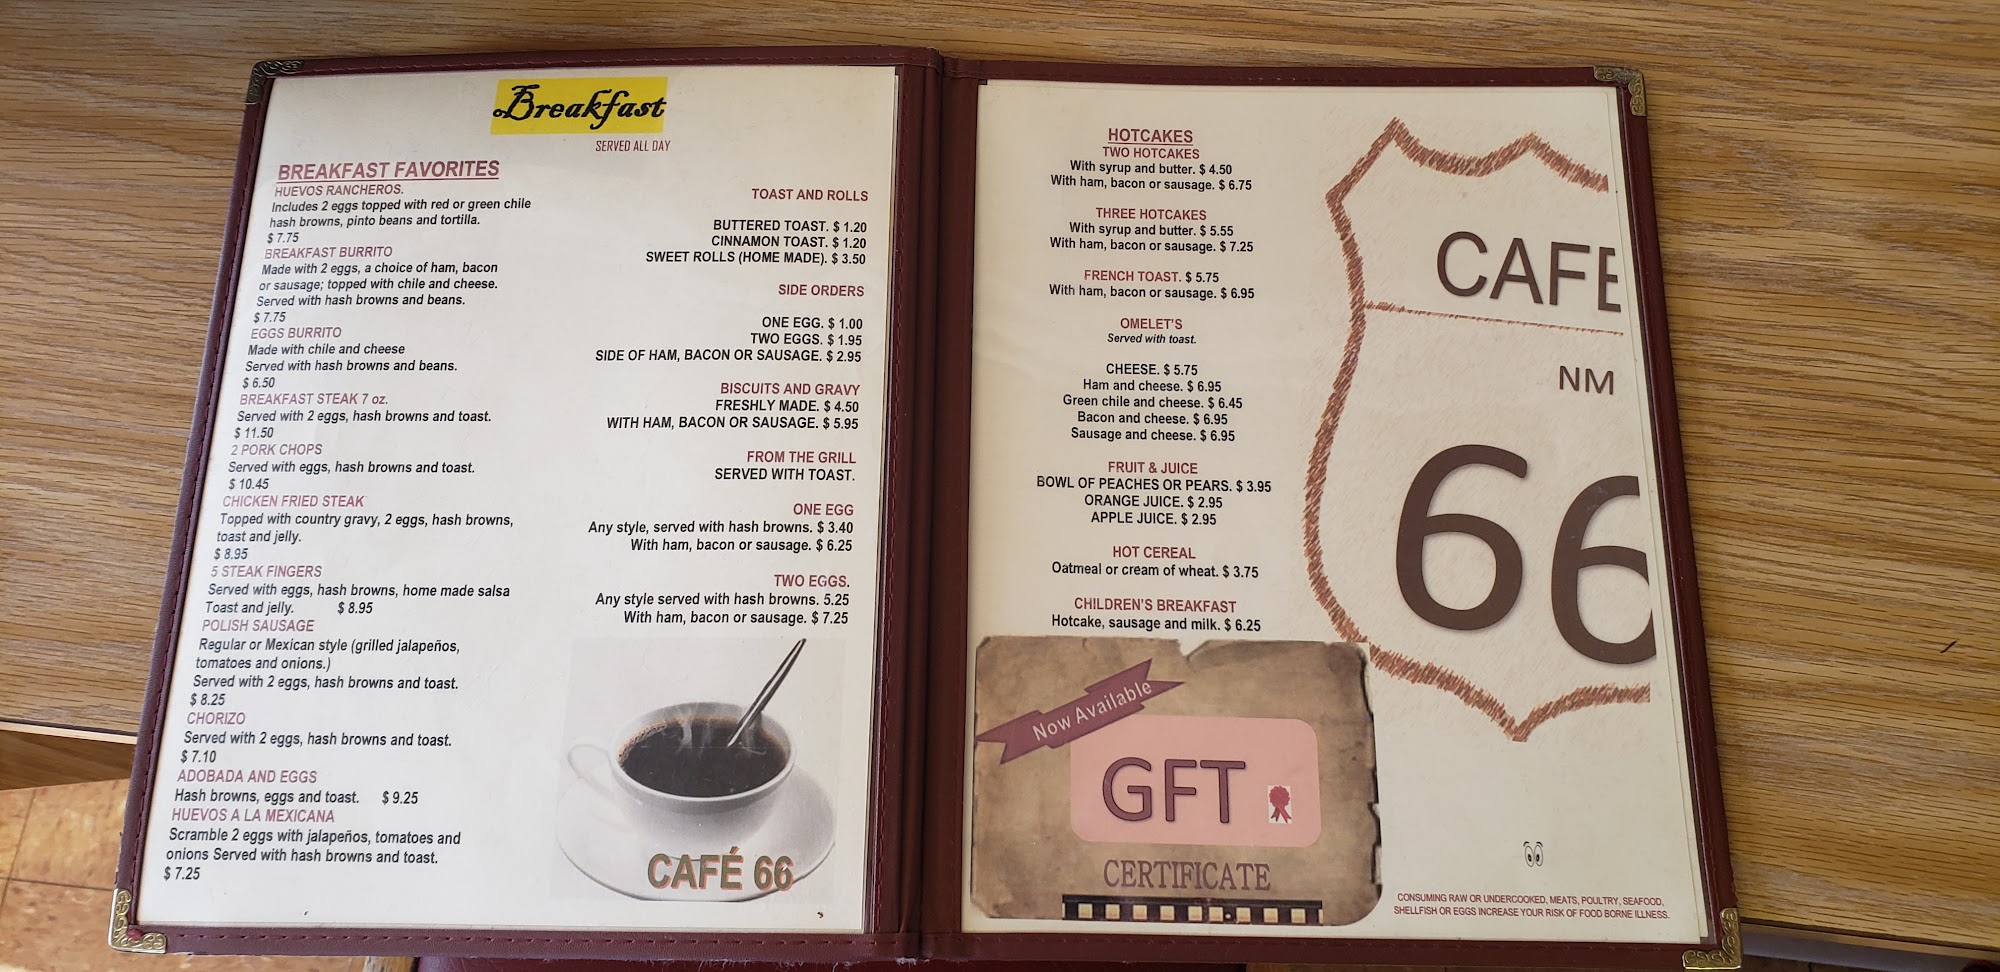 Breakfast
SERVED ALL DAY
BREAKFAST FAVORITES
HUEVOS RANCHEROS.
Includes 2 eggs topped with red or green chile
hash browns, pinto beans and tortilla.
$ 7.75
BREAKFAST BURRITO
Made with 2 eggs, a choice of ham, bacon
or sausage; topped with chile and cheese.
Served with hash browns and beans.
$ 7.75
EGGS BURRITO
Made with chile and cheese
Served with hash browns and beans.
$ 6.50
BREAKFAST STEAK 7 oz.
Served with 2 eggs, hash browns and toast.
$ 11.50
2 PORK CHOPS
Served with eggs, hash browns and toast.
$ 10.45
CHICKEN FRIED STEAK
Topped with country gravy, 2 eggs, hash browns,
toast and jelly.
$ 8.95
5 STEAK FINGERS
Served with eggs, hash browns, home made salsa
Toast and jelly. $ 8.95
POLISH SAUSAGE
Regular or Mexican style (grilled jalapeños,
tomatoes and onions.)
Served with 2 eggs, hash browns and toast.
$ 8.25
CHORIZO
Served with 2 eggs, hash browns and toast.
$ 7.10
ADOBADA AND EGGS
Hash browns, eggs and toast. $ 9.25
HUEVOS A LA MEXICANA
Scramble 2 eggs with jalapeños, tomatoes and
onions Served with hash browns and toast.
$ 7.25
TOAST AND ROLLS
BUTTERED TOAST. $ 1.20
CINNAMON TOAST. $ 1.20
SWEET ROLLS (HOME MADE). $ 3.50
SIDE ORDERS
ONE EGG. $ 1.00
TWO EGGS. $ 1.95
SIDE OF HAM, BACON OR SAUSAGE. $ 2.95
BISCUITS AND GRAVY
FRESHLY MADE. $ 4.50
WITH HAM, BACON OR SAUSAGE. $ 5.95
FROM THE GRILL
SERVED WITH TOAST.
ONE EGG
Any style, served with hash browns. $ 3.40
With ham, bacon or sausage. $ 6.25
TWO EGGS.
Any style served with hash browns. 5.25
With ham, bacon or sausage. $ 7.25
CAFÉ 66
HOTCAKES
TWO HOTCAKES
With syrup and butter. $ 4.50
With ham, bacon or sausage. $ 6.75
THREE HOTCAKES
With syrup and butter. $ 5.55
With ham, bacon or sausage. $ 7.25
FRENCH TOAST. $ 5.75
With ham, bacon or sausage. $ 6.95
OMELET'S
Served with toast.
CHEESE. $ 5.75
Ham and cheese. $ 6.95
Green chile and cheese. $ 6.45
Bacon and cheese. $ 6.95
Sausage and cheese. $ 6.95
FRUIT & JUICE
BOWL OF PEACHES OR PEARS. $ 3.95
ORANGE JUICE. $ 2.95
APPLE JUICE. $ 2.95
HOT CEREAL
Oatmeal or cream of wheat. $ 3.75
CHILDREN'S BREAKFAST
Hotcake, sausage and milk. $ 6.25
Now Available
GFT
CERTIFICATE
CAFE
NM
66
CONSUMING RAW OR UNDERCOOKED, MEATS, POULTRY, SEAFOOD,
SHELLFISH OR EGGS INCREASE YOUR RISK OF FOOD BORNE ILLNESS.